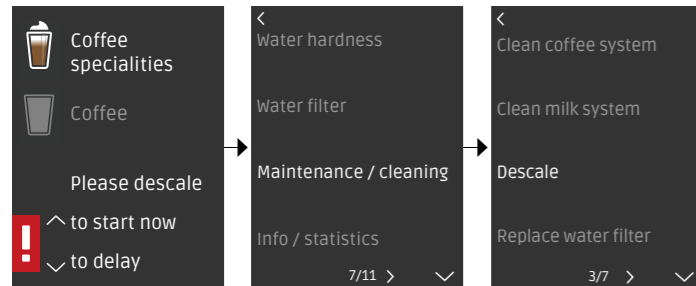 Coffee
specialities
Coffee
Please descale
to start now
to delay
Water hardness
Water filter
Maintenance / cleaning
Info / statistics
7/11
Clean coffee system
Clean milk system
Descale
Replace water filter
3/7